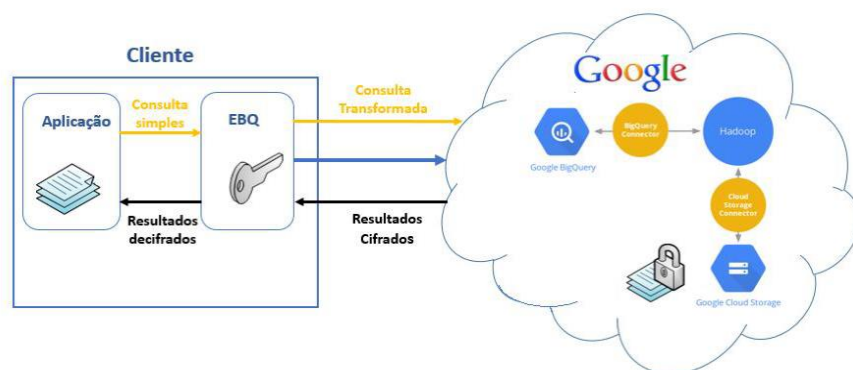 Cliente
Aplicação
Consulta
simples
EBQ
Resultados
decifrados
Consulta
Transformada
Resultados
Cifrados
Google
Google BigQuery
BigQuery
Connector
Hadoop
Cloud
Storage
Connector
Google Cloud Storage